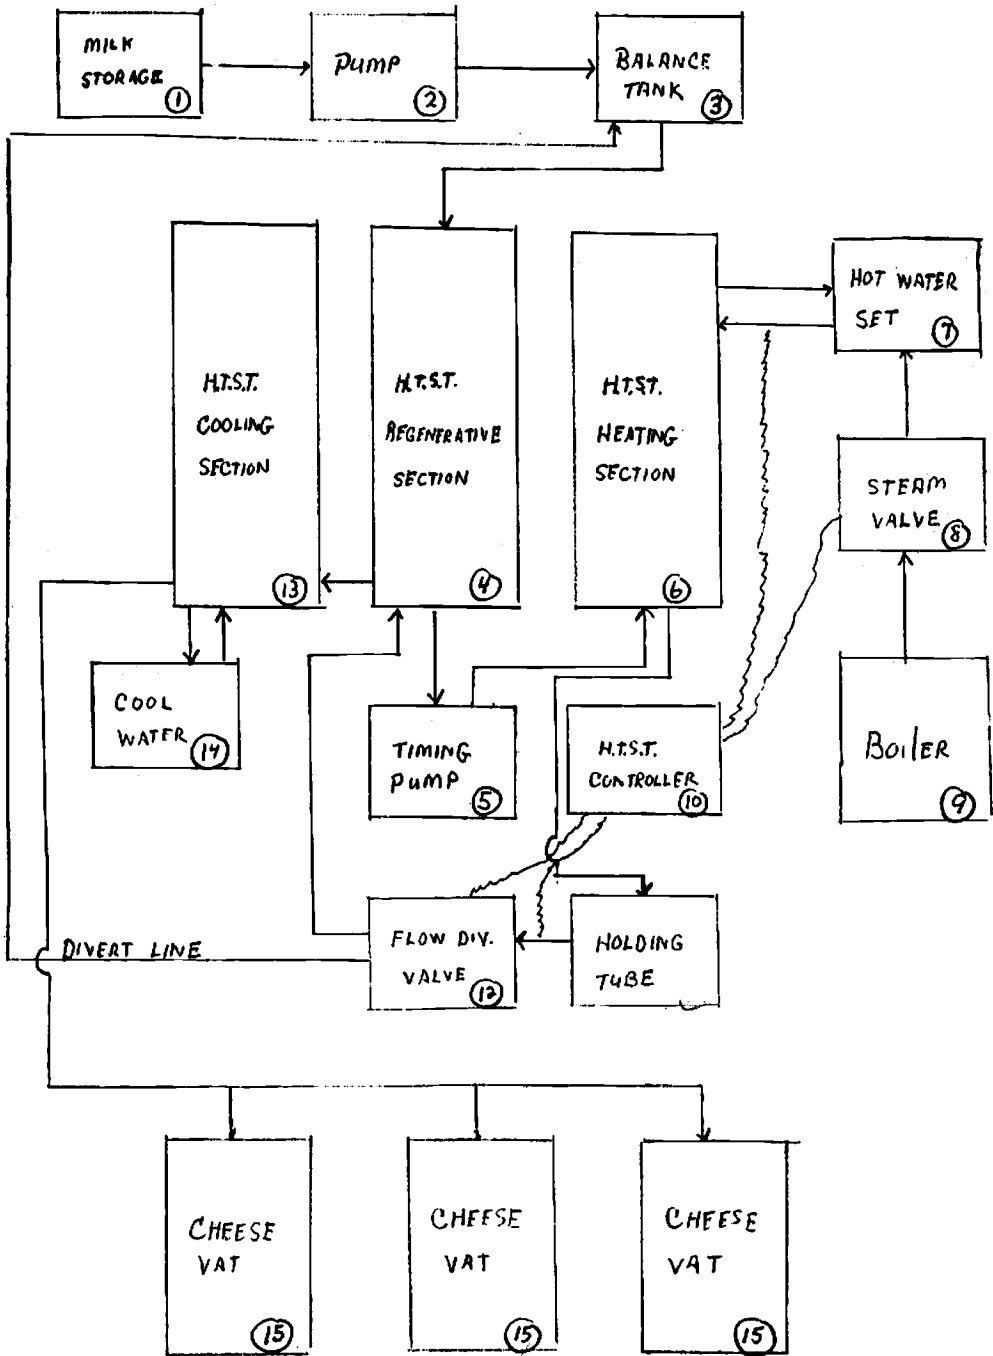 MILK
STORAGE
1
PUMP
2
BALANCE
TANK
3
H.T.S.T.
COOLING
SECTION
13
H.T.S.T.
REGENERATIVE
SECTION
4
H.T.S.T.
HEATING
SECTION
6
HOT WATER
SET
7
STEAM
VALVE
8
COOL
WATER
14
TIMING
PUMP
5
H.T.S.T.
CONTROLLER
10
BOILER
9
DIVERT LINE
FLOW DIV.
VALVE
12
HOLDING
TUBE
CHEESE
VAT
15
CHEESE
VAT
15
CHEESE
VAT
15